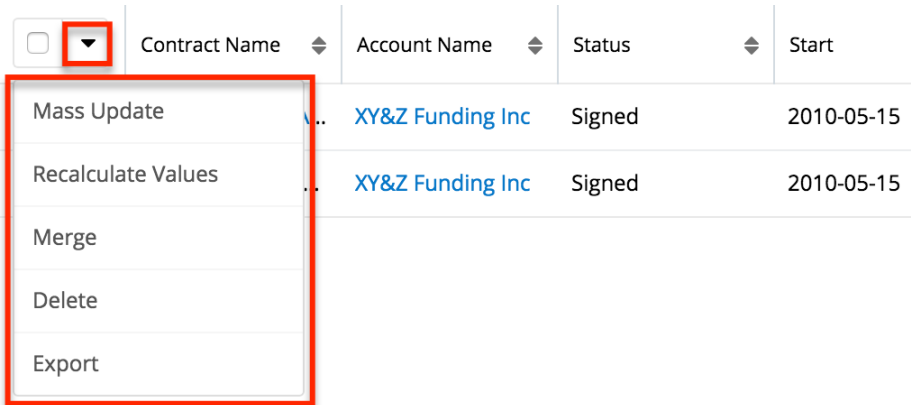 Contract Name Account Name Status Start
Mass Update ... XY&Z Funding Inc Signed 2010-05-15
Recalculate Values ... XY&Z Funding Inc Signed 2010-05-15
Merge
Delete
Export